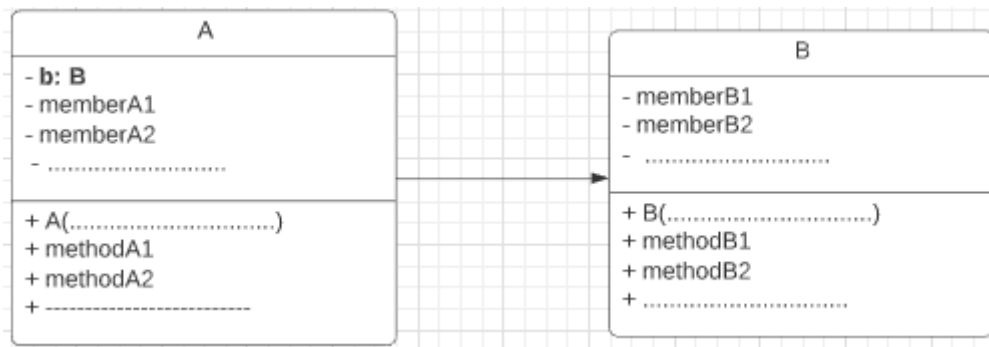 A
- b: B
- memberA1
- memberA2
- ...........................
+ A(...............................)
+ methodA1
+ methodA2
+ ---------------------------
B
- memberB1
- memberB2
- ............................
+ B(...............................)
+ methodB1
+ methodB2
+ ...............................